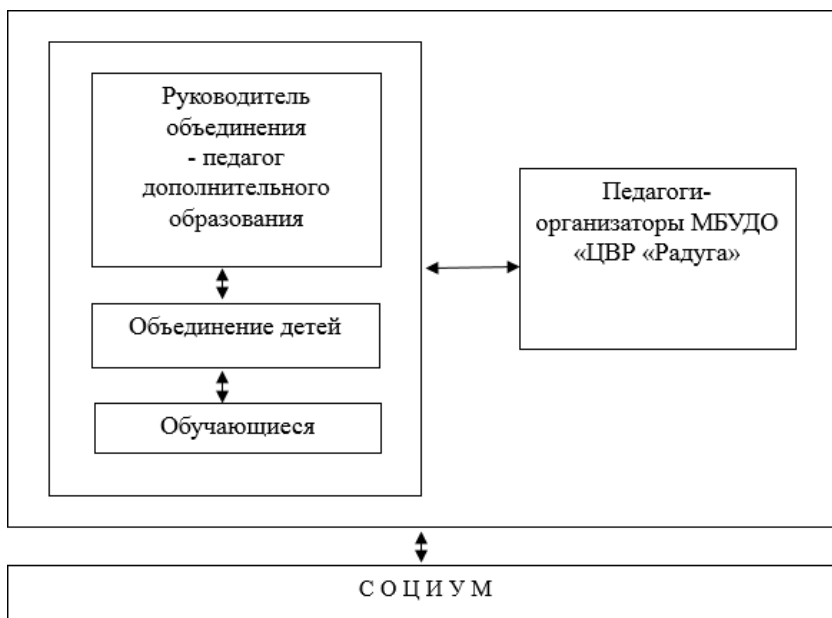 Руководитель
объединения
- педагог
дополнительного
образования
Педагоги-
организаторы МБУДО
«ЦВР «Радуга»
Объединение детей
Обучающиеся
С О Ц И У М